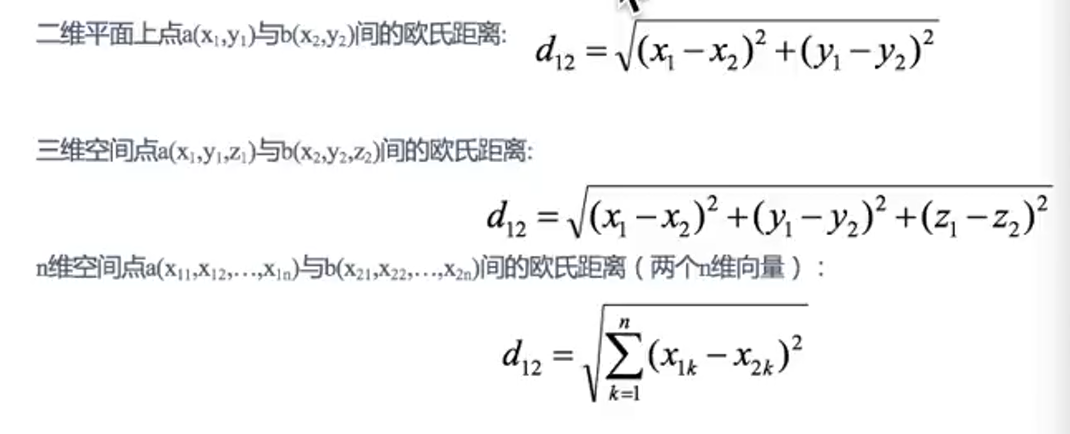 二维平面上点a(x₁,y₁)与b(x₂,y₂)间的欧氏距离:
d₁₂ = √((x₁ − x₂)² + (y₁ − y₂)²)
三维空间点a(x₁,y₁,z₁)与b(x₂,y₂,z₂)间的欧氏距离:
d₁₂ = √((x₁ − x₂)² + (y₁ − y₂)² + (z₁ − z₂)²)
n维空间点a(x₁₁,x₁₂,…,x₁ₙ)与b(x₂₁,x₂₂,…,x₂ₙ)间的欧氏距离（两个n维向量）:
d₁₂ = √(∑ₖ₌₁ⁿ (x₁ₖ − x₂ₖ)²)